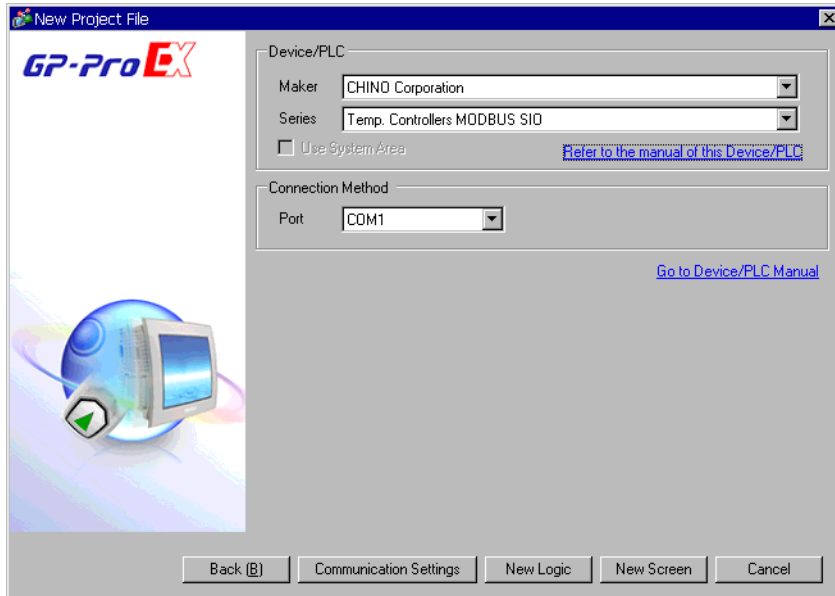 New Project File
GP-Pro EX
Device/PLC
Maker CHINO Corporation
Series Temp. Controllers MODBUS SIO
Use System Area Refer to the manual of this Device/PLC
Connection Method
Port COM1
Go to Device/PLC Manual
Back (B) Communication Settings New Logic New Screen Cancel